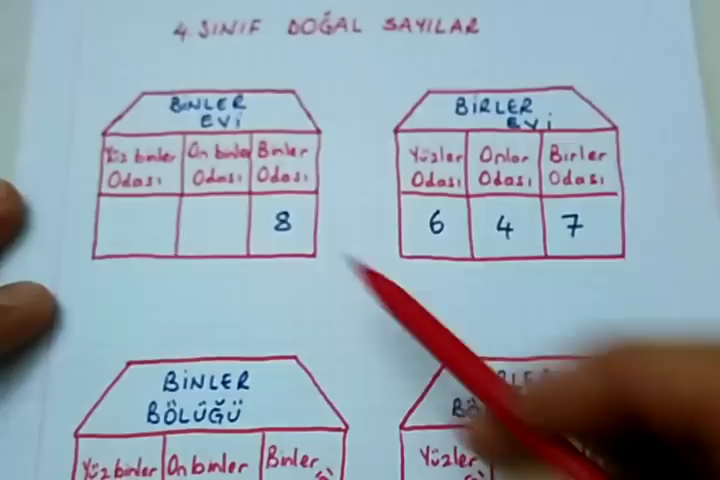 4. SINIF DOĞAL SAYILAR
BİNLER
EVİ
Yüz binler
Odası
On binler
Odası
Binler
Odası
8
BİRLER
EVİ
Yüzler
Odası
Onlar
Odası
Birler
Odası
6 4 7
BİNLER
BÖLÜĞÜ
Yüz binler On binler Binler
Yüzler